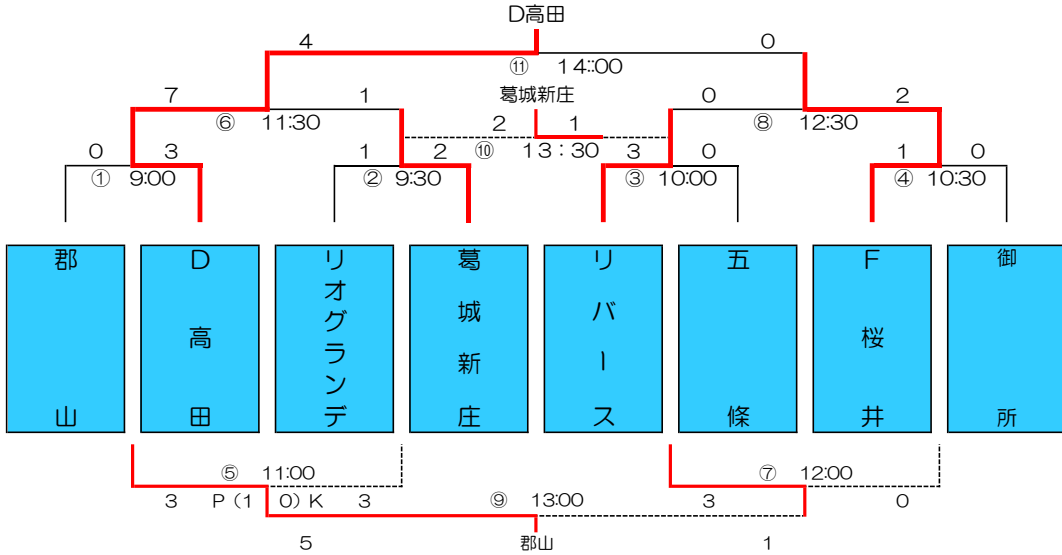 D高田
4 0
⑪ 14::00
7 1 葛城新庄 0 2
⑥ 11:30 2 1 ⑧ 12:30
0 3 1 2 ⑩ 13：30 3 0 1 0
① 9:00 ② 9:30 ③ 10:00 ④ 10:30
郡山
D高田
リオグランデ
葛城新庄
リバース
五條
F桜井
御所
⑤ 11:00 ⑦ 12:00
3 P（1 0）K 3 ⑨ 13:00 3 0
5 郡山 1